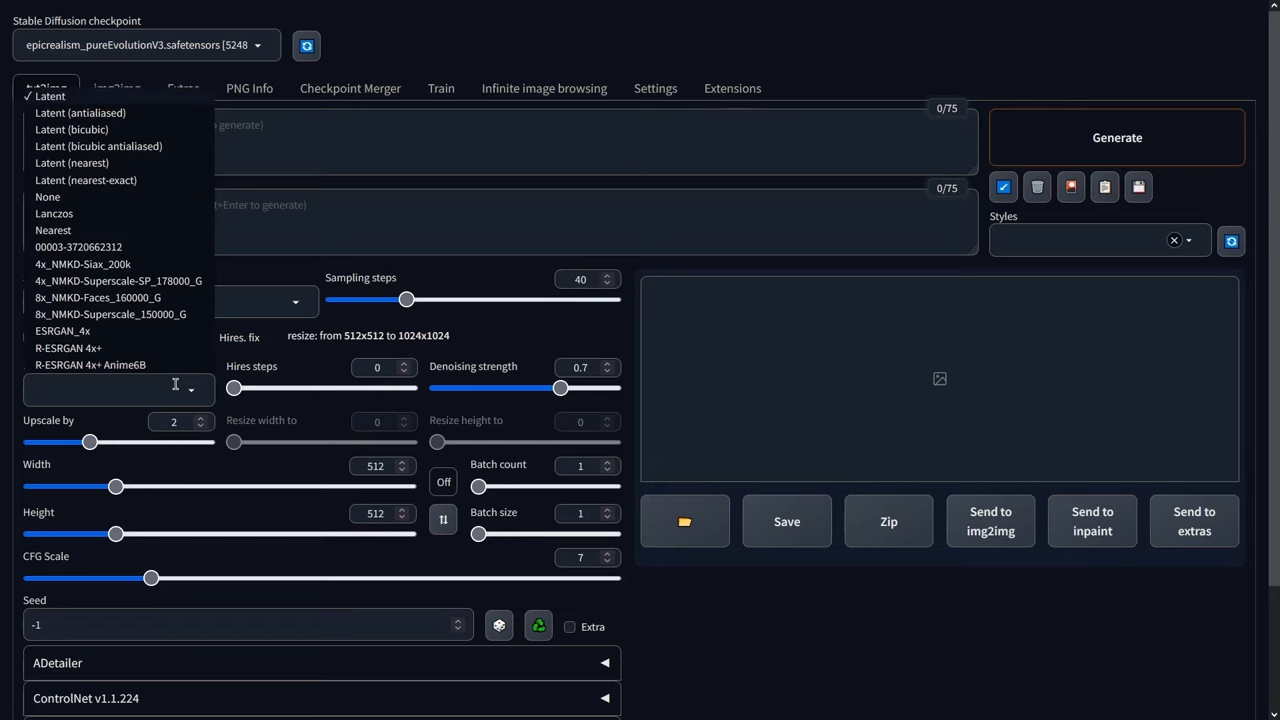 Stable Diffusion checkpoint
epicrealism_pureEvolutionV3.safetensors [5248
PNG Info
Checkpoint Merger
Train
Infinite image browsing
Settings
Extensions
✓ Latent
Latent (antialiased)
Latent (bicubic)
Latent (bicubic antialiased)
Latent (nearest)
Latent (nearest-exact)
None
Lanczos
Nearest
00003-3720662312
4x_NMKD-Siax_200k
4x_NMKD-Superscale-SP_178000_G
8x_NMKD-Faces_160000_G
8x_NMKD-Superscale_150000_G
ESRGAN_4x
R-ESRGAN 4x+
R-ESRGAN 4x+ Anime6B
to generate)
0/75
+Enter to generate)
0/75
Generate
Styles
Sampling steps
40
Hires. fix
resize: from 512x512 to 1024x1024
Hires steps
0
Denoising strength
0.7
Upscale by
2
Resize width to
0
Resize height to
0
Width
512
Off
Batch count
1
Height
512
Batch size
1
CFG Scale
7
Seed
-1
Extra
ADetailer
ControlNet v1.1.224
Save
Zip
Send to
img2img
Send to
inpaint
Send to
extras